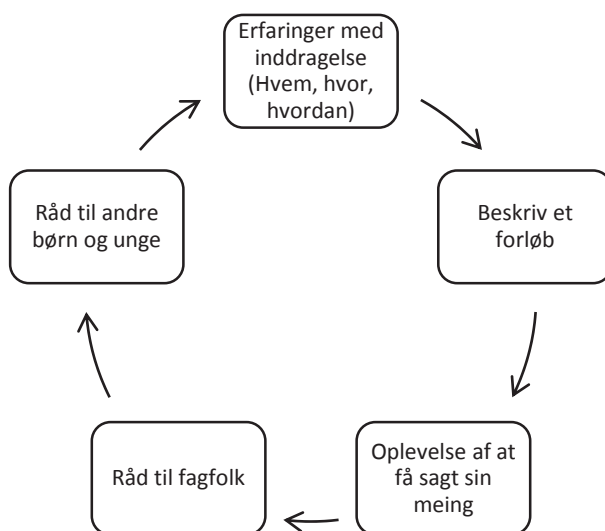 Erfaringer med
inddragelse
(Hvem, hvor,
hvordan)
Beskriv et
forløb
Oplevelse af at
få sagt sin
meing
Råd til fagfolk
Råd til andre
børn og unge